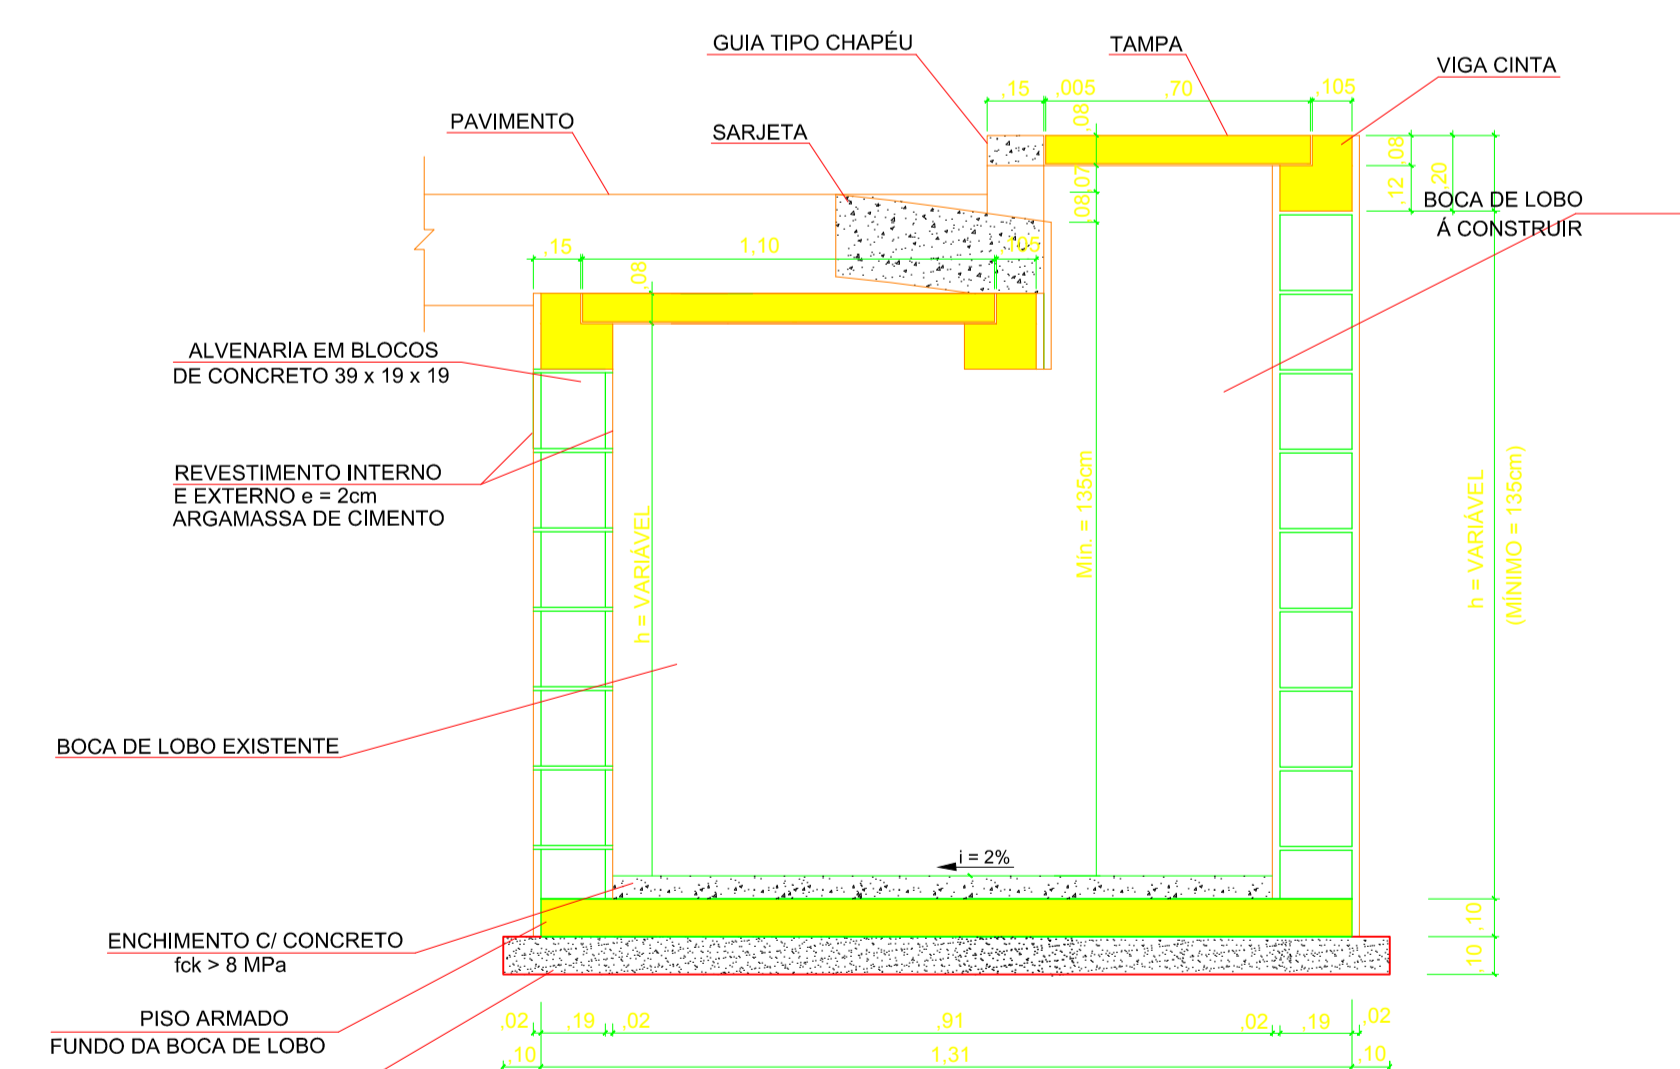 GUIA TIPO CHAPÉU
TAMPA
VIGA CINTA
PAVIMENTO
SARJETA
,15
,005
,70
,105
,08
,07
,08
,08
,12
,20
BOCA DE LOBO
Á CONSTRUIR
,15
1,10
,105
,08
ALVENARIA EM BLOCOS
DE CONCRETO 39 x 19 x 19
REVESTIMENTO INTERNO
E EXTERNO e = 2cm
ARGAMASSA DE CIMENTO
h = VARIÁVEL
Mín. = 135cm
h = VARIÁVEL
(MÍNIMO = 135cm)
BOCA DE LOBO EXISTENTE
i = 2%
ENCHIMENTO C/ CONCRETO
fck > 8 MPa
,10
,10
PISO ARMADO
FUNDO DA BOCA DE LOBO
,02
,19
,02
,91
,02
,19
,02
,10
1,31
,10